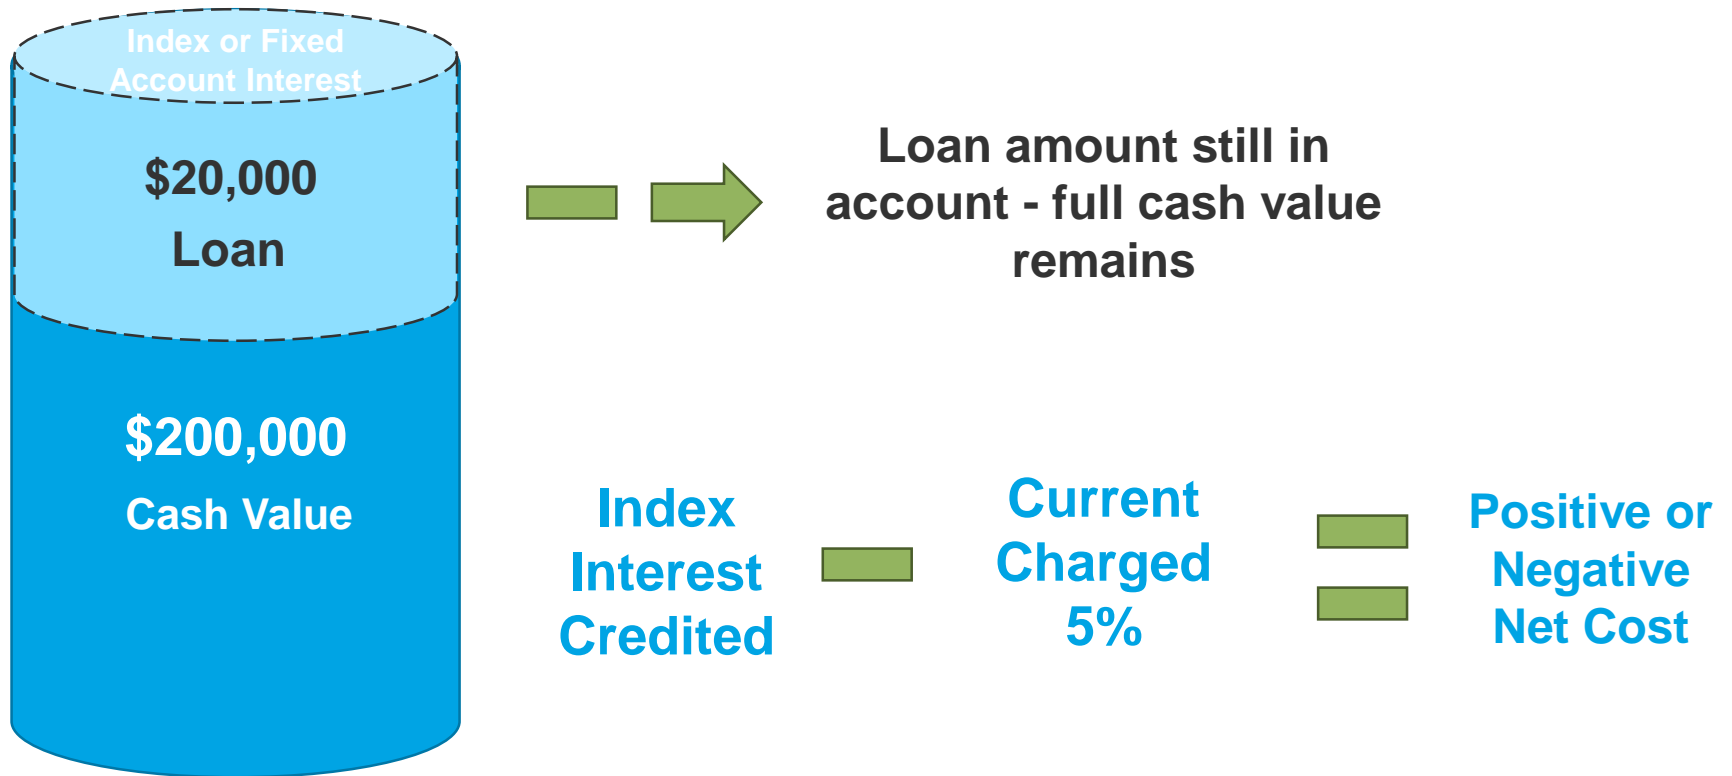 Index or Fixed
Account Interest
$20,000
Loan
Loan amount still in
account - full cash value
remains
$200,000
Cash Value
Index
Interest
Credited
Current
Charged
5%
Positive or
Negative
Net Cost